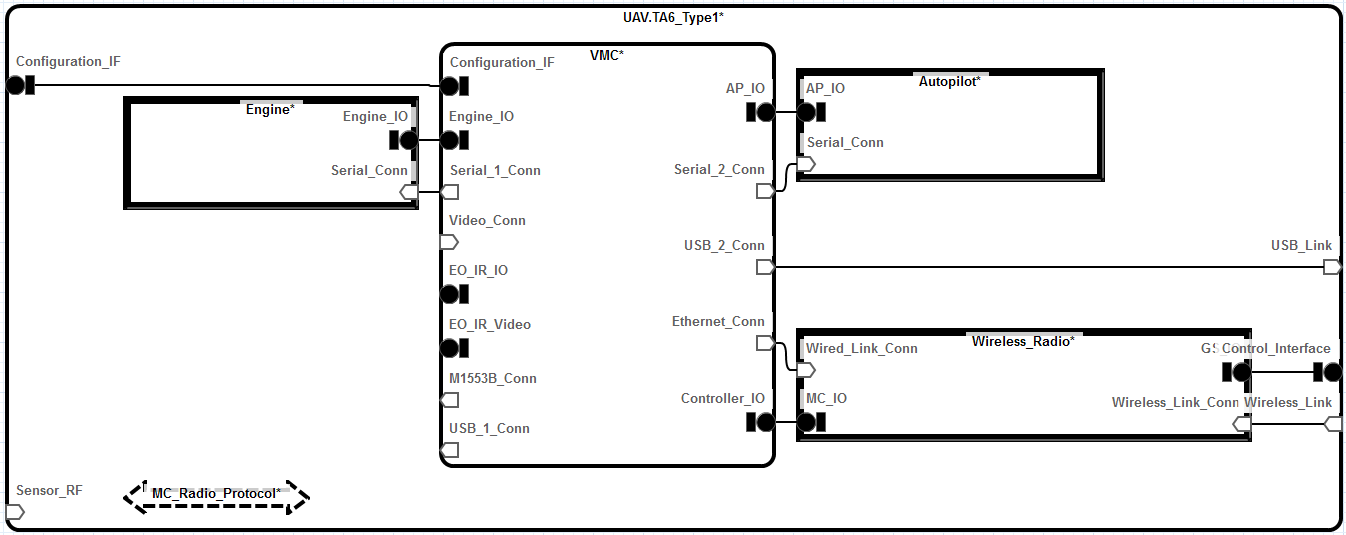 UAV.TA6_Type1*
Configuration_IF
VMC*
Configuration_IF
Engine*
Engine_IO
Serial_Conn
Engine_IO
Serial_1_Conn
Video_Conn
EO_IR_IO
EO_IR_Video
M1553B_Conn
USB_1_Conn
AP_IO
Serial_2_Conn
USB_2_Conn
Ethernet_Conn
Controller_IO
Autopilot*
AP_IO
Serial_Conn
USB_Link
Wireless_Radio*
Wired_Link_Conn
MC_IO
GS_Control_Interface
Wireless_Link_Conn
Wireless_Link
Sensor_RF
MC_Radio_Protocol*